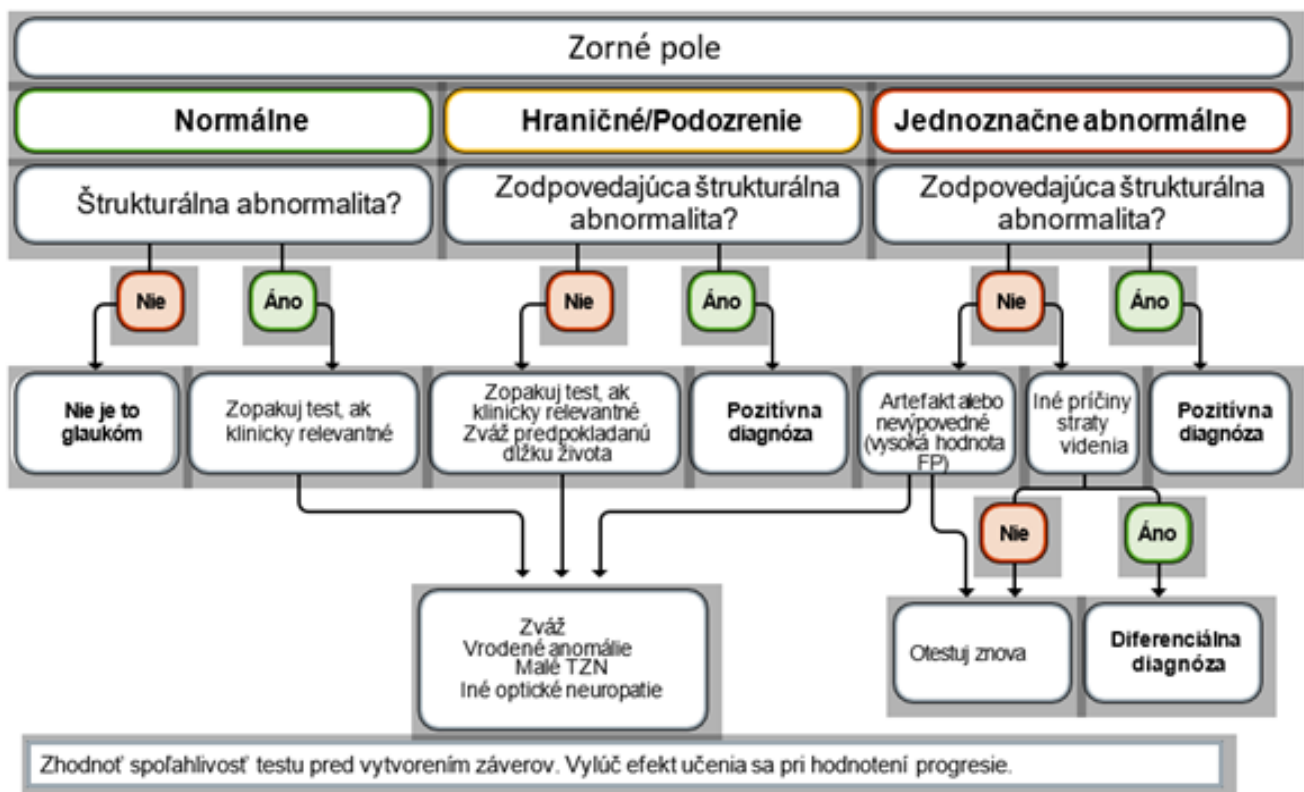 Zorné pole
Normálne
Hraničné/Podozrenie
Jednoznačne abnormálne
Štrukturálna abnormalita?
Zodpovedajúca štrukturálna
abnormalita?
Zodpovedajúca štrukturálna
abnormalita?
Nie
Áno
Nie
Áno
Nie
Áno
Nie je to
glaukóm
Zopakuj test, ak
klinicky relevantné
Zopakuj test, ak
klinicky relevantné
Zváž predpokladanú
dĺžku života
Pozitívna
diagnóza
Artefakt alebo
nevýpovedné
(vysoká hodnota
FP)
Iné príčiny
straty
videnia
Pozitívna
diagnóza
Nie
Áno
Zváž
Vrodené anomálie
Malé TZN
Iné optické neuropatie
Otestuj znova
Diferenciálna
diagnóza
Zhodnoť spoľahlivosť testu pred vytvorením záverov. Vylúč efekt učenia sa pri hodnotení progresie.